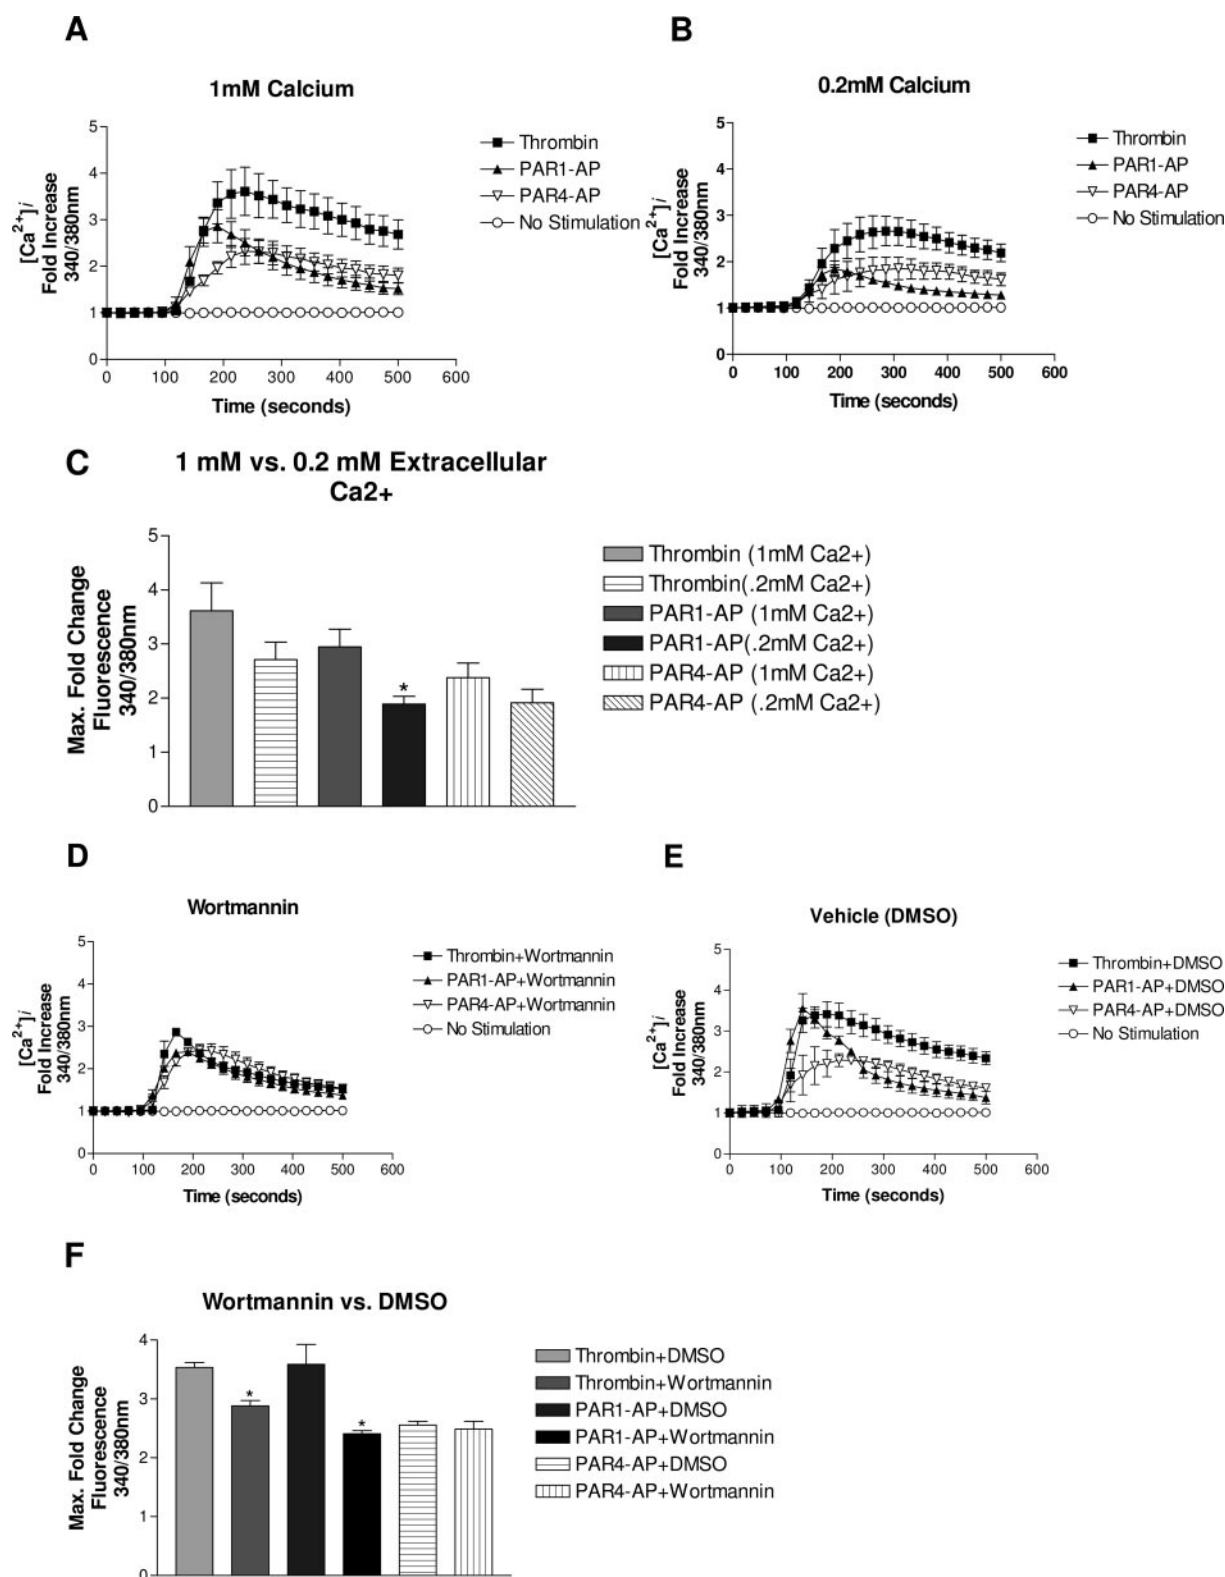 A
1mM Calcium
[Ca2+]i
Fold Increase
340/380nm
5
4
3
2
1
0
0 100 200 300 400 500 600
Time (seconds)
Thrombin
PAR1-AP
PAR4-AP
No Stimulation
B
0.2mM Calcium
[Ca2+]i
Fold Increase
340/380nm
5
4
3
2
1
0
0 100 200 300 400 500 600
Time (seconds)
Thrombin
PAR1-AP
PAR4-AP
No Stimulation
C
1 mM vs. 0.2 mM Extracellular
Ca2+
Max. Fold Change
Fluorescence
340/380nm
5
4
3
2
1
0
*
Thrombin (1mM Ca2+)
Thrombin(.2mM Ca2+)
PAR1-AP (1mM Ca2+)
PAR1-AP(.2mM Ca2+)
PAR4-AP (1mM Ca2+)
PAR4-AP (.2mM Ca2+)
D
Wortmannin
[Ca2+]i
Fold Increase
340/380nm
5
4
3
2
1
0
0 100 200 300 400 500 600
Time (seconds)
Thrombin+Wortmannin
PAR1-AP+Wortmannin
PAR4-AP+Wortmannin
No Stimulation
E
Vehicle (DMSO)
[Ca2+]i
Fold Increase
340/380nm
5
4
3
2
1
0
0 100 200 300 400 500 600
Time (seconds)
Thrombin+DMSO
PAR1-AP+DMSO
PAR4-AP+DMSO
No Stimulation
F
Wortmannin vs. DMSO
Max. Fold Change
Fluorescence
340/380nm
4
3
2
1
0
* *
Thrombin+DMSO
Thrombin+Wortmannin
PAR1-AP+DMSO
PAR1-AP+Wortmannin
PAR4-AP+DMSO
PAR4-AP+Wortmannin